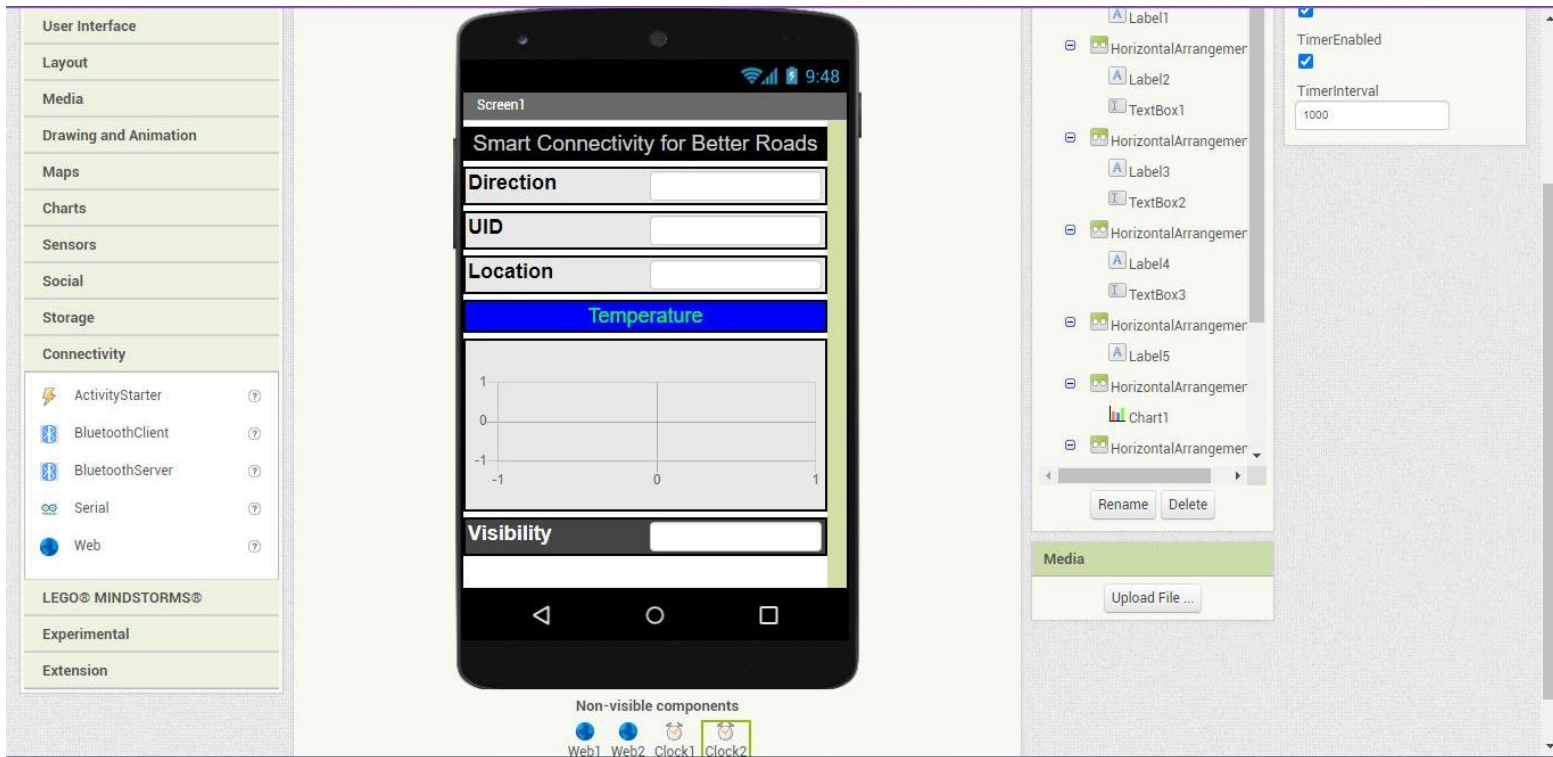 User Interface
Layout
Media
Drawing and Animation
Maps
Charts
Sensors
Social
Storage
Connectivity
ActivityStarter
BluetoothClient
BluetoothServer
Serial
Web
LEGO® MINDSTORMS®
Experimental
Extension
9:48
Screen1
Smart Connectivity for Better Roads
Direction
UID
Location
Temperature
1
0
-1
-1 0 1
Visibility
Non-visible components
Web1 Web2 Clock1 Clock2
Label1
HorizontalArrangemer
Label2
TextBox1
HorizontalArrangemer
Label3
TextBox2
HorizontalArrangemer
Label4
TextBox3
HorizontalArrangemer
Label5
HorizontalArrangemer
Chart1
HorizontalArrangemer
Rename Delete
Media
Upload File ...
TimerEnabled
TimerInterval
1000